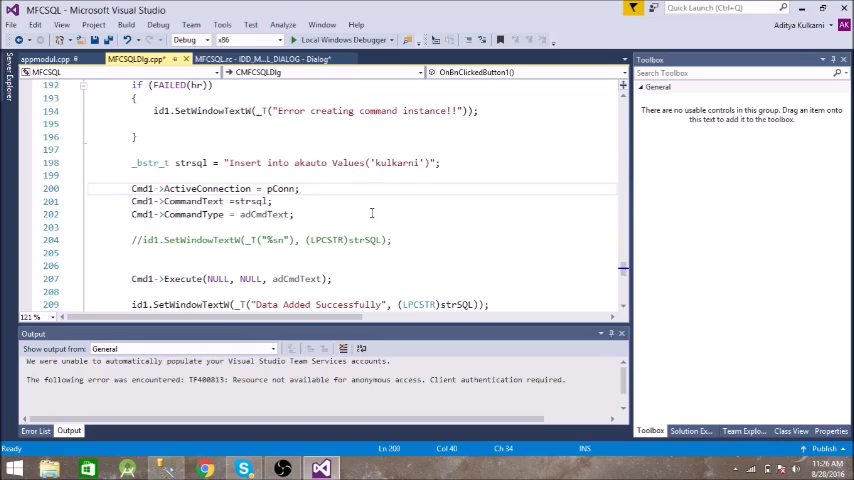 MFCSQL - Microsoft Visual Studio
Quick Launch (Ctrl+Q)
File Edit View Project Build Debug Team Tools Test Analyze Window Help
Aditya Kulkarni AK
Debug x86 Local Windows Debugger
appmodul.cpp MFCSQLDlg.cpp* MFCSQL.rc - IDD_M...L_DIALOG - Dialog*
MFCSQL CMFCSQLDlg OnBnClickedButton1()
Server Explorer
192 if (FAILED(hr))
193 {
194 id1.SetWindowTextW(_T("Error creating command instance!!"));
195
196 }
197
198 _bstr_t strsql = "Insert into akauto Values('kulkarni')";
199
200 Cmd1->ActiveConnection = pConn;
201 Cmd1->CommandText =strsql;
202 Cmd1->CommandType = adCmdText;
203
204 //id1.SetWindowTextW(_T("%sn"), (LPCSTR)strSQL);
205
206
207 Cmd1->Execute(NULL, NULL, adCmdText);
208
209 id1.SetWindowTextW(_T("Data Added Successfully", (LPCSTR)strSQL));
121 %
Toolbox
Search Toolbox
General
There are no usable controls in this group. Drag an item onto
this text to add it to the toolbox.
Output
Show output from: General
We were unable to automatically populate your Visual Studio Team Services accounts.
The following error was encountered: TF400813: Resource not available for anonymous access. Client authentication required.
Error List Output
Toolbox Solution Ex... Team Explo... Class View Properties
Ready Ln 200 Col 40 Ch 34 INS Publish
11:26 AM
8/28/2016